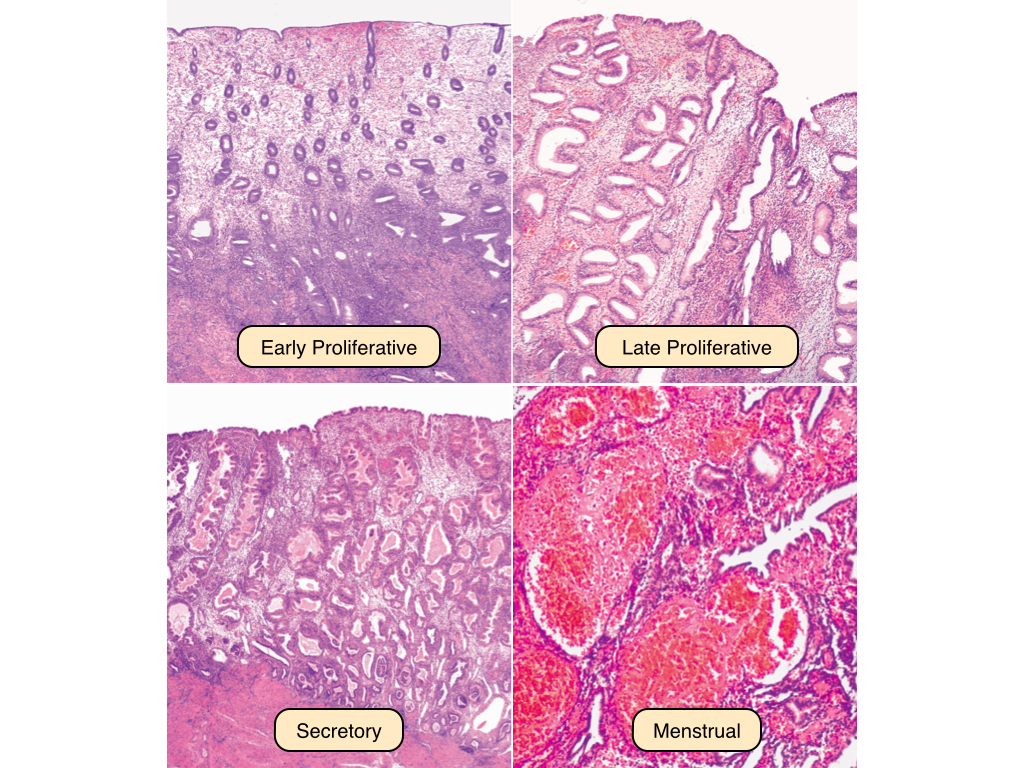 Early Proliferative
Late Proliferative
Secretory
Menstrual